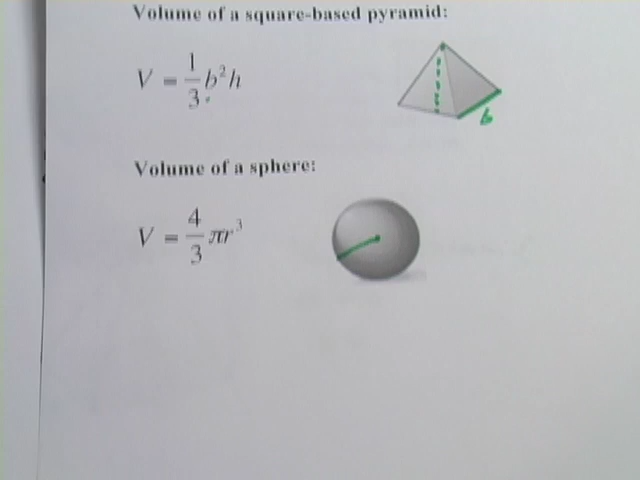 Volume of a square-based pyramid:
V = 1/3 b²h
b
Volume of a sphere:
V = 4/3 πr³